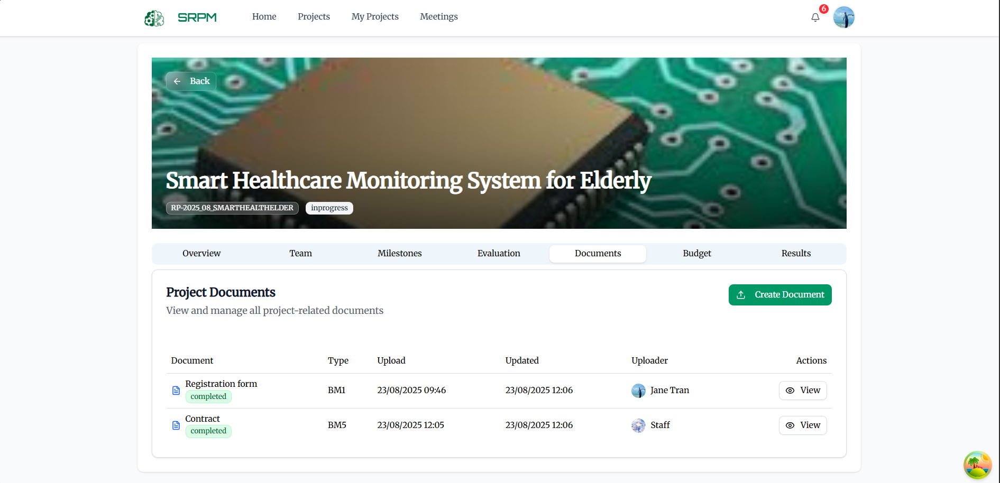 SRPM Home Projects My Projects Meetings 6
Back
Smart Healthcare Monitoring System for Elderly
RP-2025_08_SMARTHEALTHELDER inprogress
Overview Team Milestones Evaluation Documents Budget Results
Project Documents
Create Document
View and manage all project-related documents
Document Type Upload Updated Uploader Actions
Registration form
completed
BM1 23/08/2025 09:46 23/08/2025 12:06 Jane Tran View
Contract
completed
BM5 23/08/2025 12:05 23/08/2025 12:06 Staff View